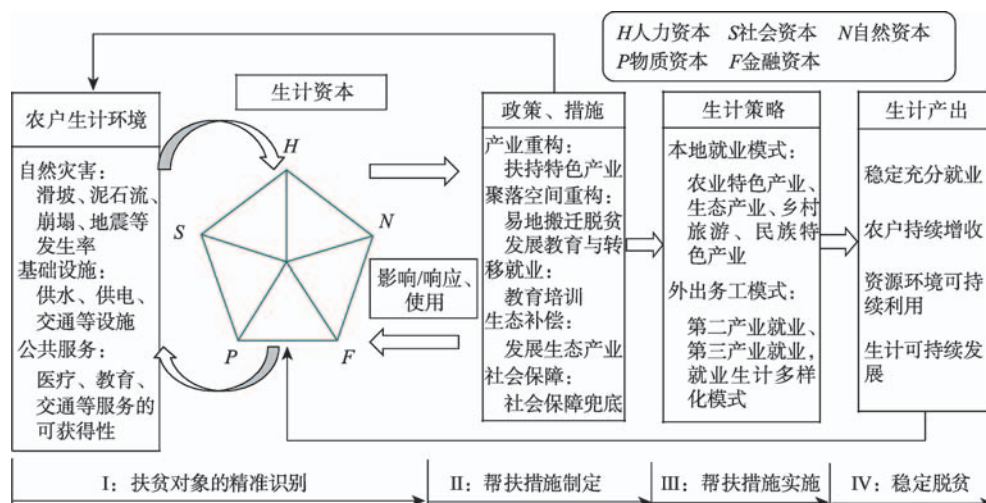 H人力资本 S社会资本 N自然资本
P物质资本 F金融资本
农户生计环境
自然灾害：
滑坡、泥石流、
崩塌、地震等
发生率
基础设施：
供水、供电、
交通等设施
公共服务：
医疗、教育、
交通等服务的
可获得性
生计资本
H
S
N
P
F
影响/响应、
使用
政策、措施
产业重构：
扶持特色产业
聚落空间重构：
易地搬迁脱贫
发展教育与转
移就业：
教育培训
生态补偿：
发展生态产业
社会保障：
社会保障兜底
生计策略
本地就业模式：
农业特色产业、
生态产业、乡村
旅游、民族特
色产业
外出务工模式：
第二产业就业、
第三产业就业，
就业生计多样
化模式
生计产出
稳定充分就业
农户持续增收
资源环境可持
续利用
生计可持续发
展
I：扶贫对象的精准识别
II：帮扶措施制定
III：帮扶措施实施
IV：稳定脱贫